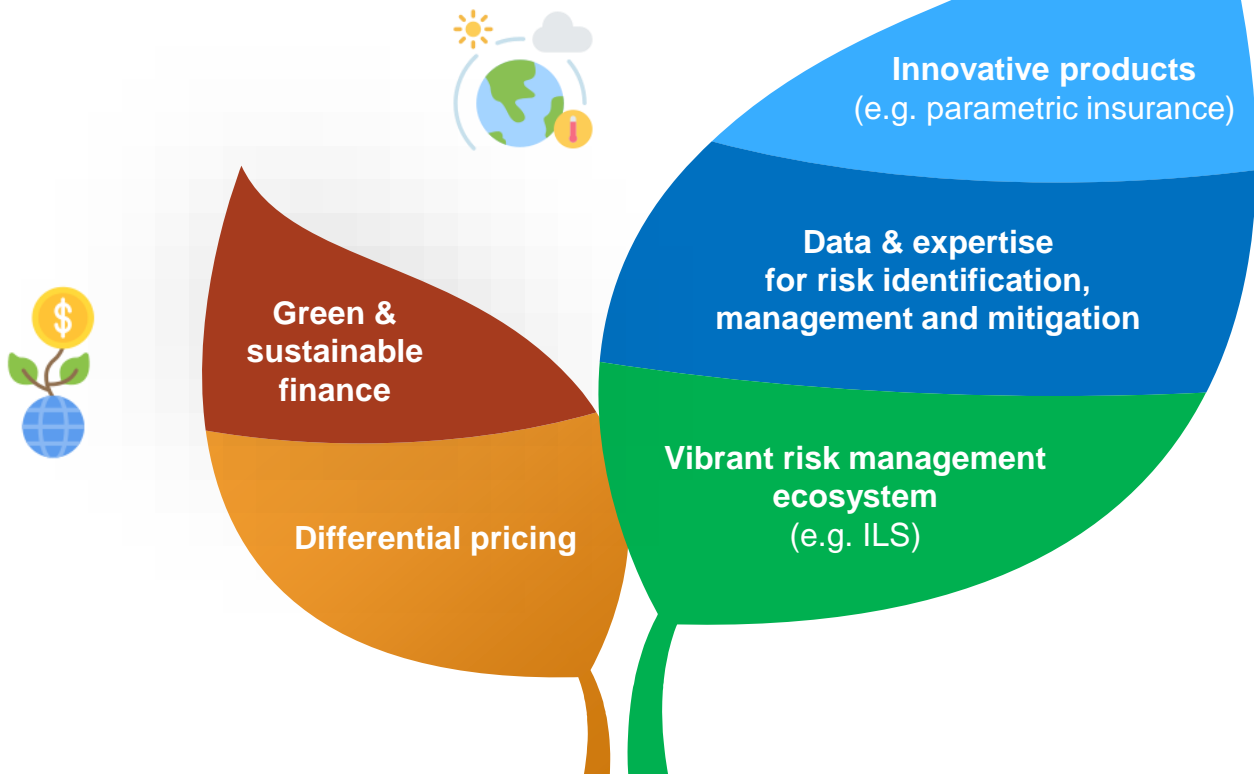 Innovative products
(e.g. parametric insurance)
Data & expertise
for risk identification,
management and mitigation
Green &
sustainable
finance
$
Vibrant risk management
ecosystem
(e.g. ILS)
Differential pricing